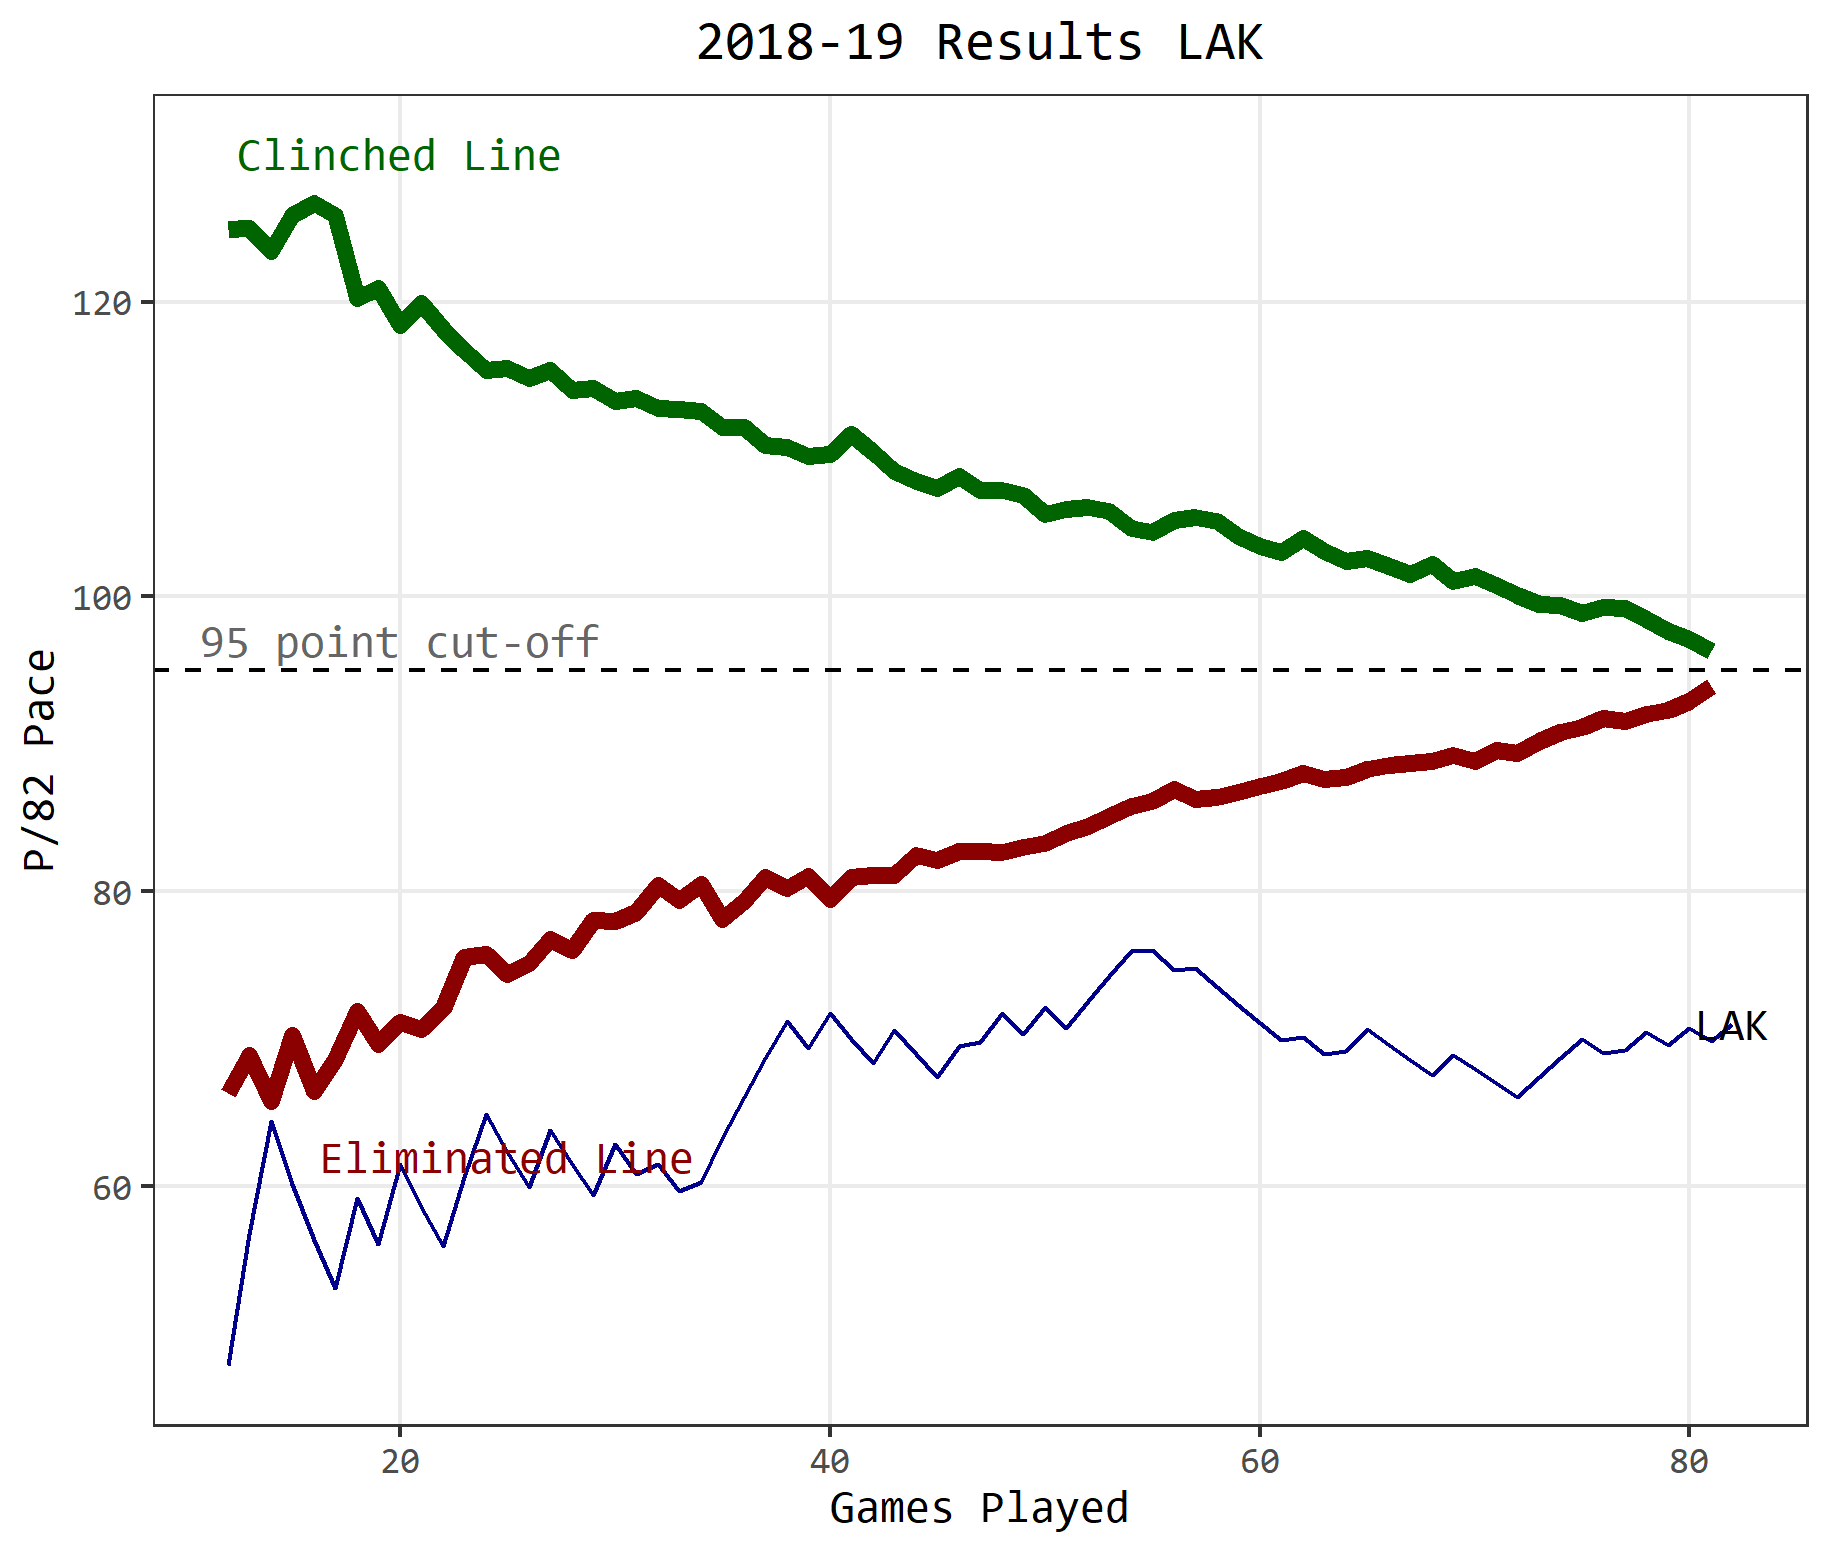 2018-19 Results LAK
Clinched Line
120
100
95 point cut-off
P/82 Pace
80
LAK
Eliminated Line
60
20 40 60 80
Games Played